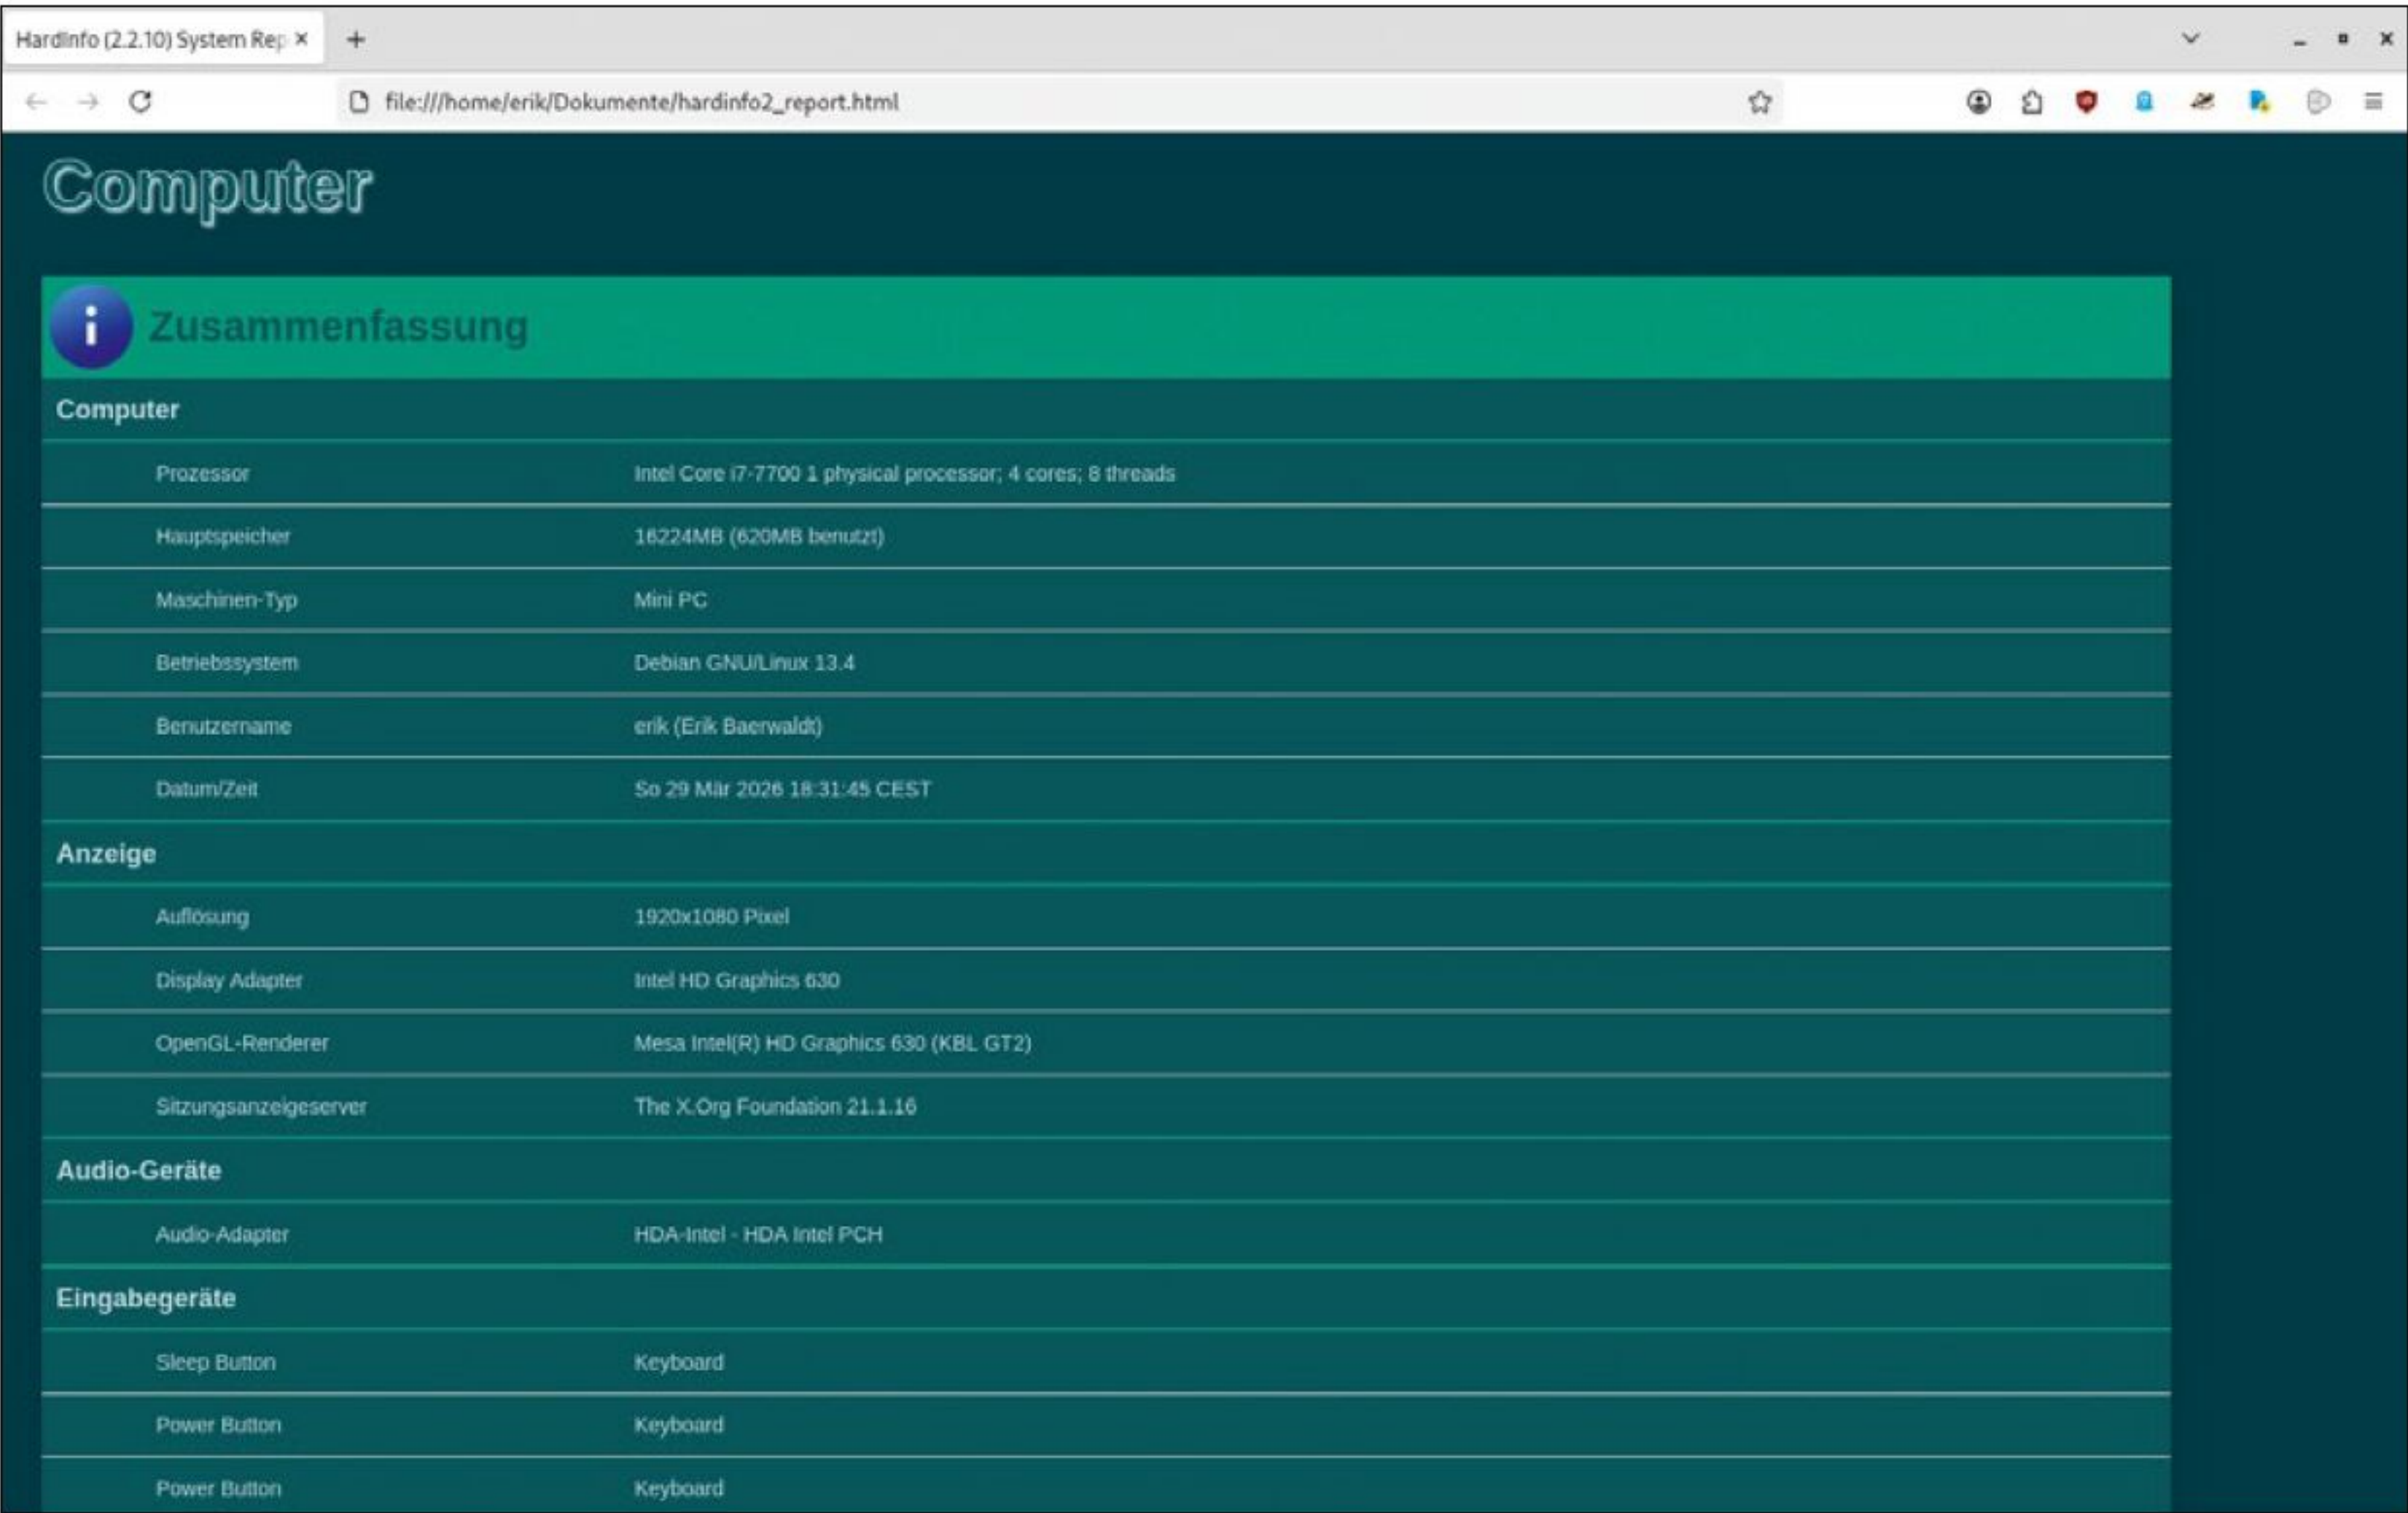 HardInfo (2.2.10) System Rep
file:///home/erik/Dokumente/hardinfo2_report.html
Computer
i Zusammenfassung
Computer
Prozessor Intel Core i7-7700 1 physical processor; 4 cores; 8 threads
Hauptspeicher 16224MB (620MB benutzt)
Maschinen-Typ Mini PC
Betriebssystem Debian GNU/Linux 13.4
Benutzername erik (Erik Baerwaldt)
Datum/Zeit So 29 Mär 2026 18:31:45 CEST
Anzeige
Auflösung 1920x1080 Pixel
Display Adapter Intel HD Graphics 630
OpenGL-Renderer Mesa Intel(R) HD Graphics 630 (KBL GT2)
Sitzungsanzeigeserver The X.Org Foundation 21.1.16
Audio-Geräte
Audio-Adapter HDA-Intel - HDA Intel PCH
Eingabegeräte
Sleep Button Keyboard
Power Button Keyboard
Power Button Keyboard